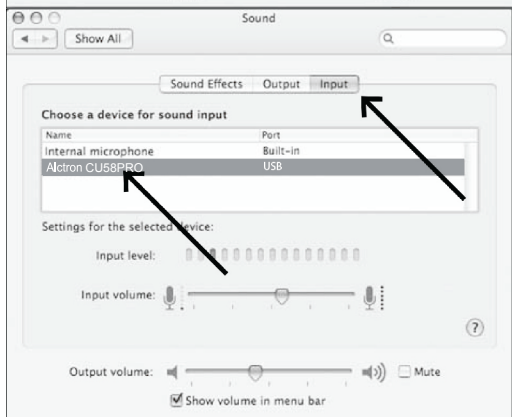 Sound
Show All
Sound Effects Output Input
Choose a device for sound input
Name Port
Internal microphone Built-in
Alctron CU58PRO USB
Settings for the selected device:
Input level:
Input volume:
?
Output volume: Mute
Show volume in menu bar